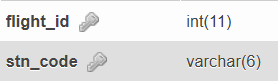 flight_id int(11)
stn_code varchar(6)